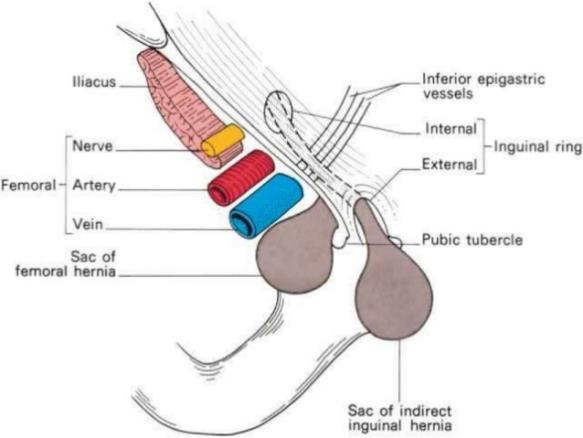 Iliacus
Nerve
Femoral
Artery
Vein
Sac of
femoral hernia
Inferior epigastric
vessels
Internal
Inguinal ring
External
Pubic tubercle
Sac of indirect
inguinal hernia